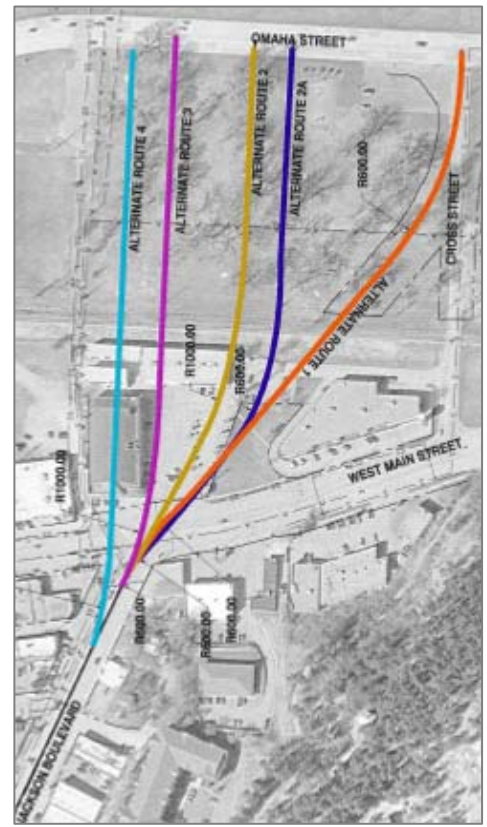 OMAHA STREET
ALTERNATE ROUTE 4
ALTERNATE ROUTE 3
ALTERNATE ROUTE 2
ALTERNATE ROUTE 2A
R600.00
CROSS STREET
ALTERNATE ROUTE 1
R1000.00
R600.00
R1000.00
WEST MAIN STREET
R600.00
R600.00
R600.00
JACKSON BOULEVARD